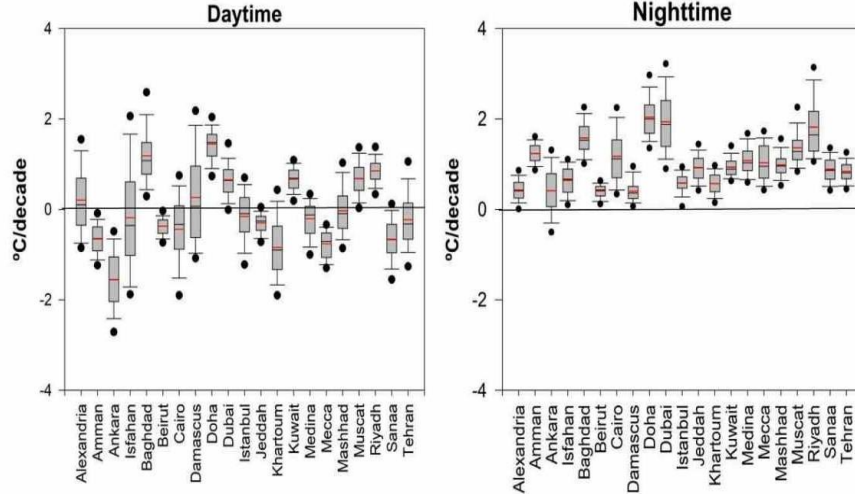 Daytime
4
2
0
-2
-4
ºC/decade
Alexandria
Amman
Ankara
Isfahan
Baghdad
Beirut
Cairo
Damascus
Doha
Dubai
Istanbul
Jeddah
Khartoum
Kuwait
Medina
Mecca
Mashhad
Muscat
Riyadh
Sanaa
Tehran
Nighttime
4
2
0
-2
-4
ºC/decade
Alexandria
Amman
Ankara
Isfahan
Baghdad
Beirut
Cairo
Damascus
Doha
Dubai
Istanbul
Jeddah
Khartoum
Kuwait
Medina
Mecca
Mashhad
Muscat
Riyadh
Sanaa
Tehran